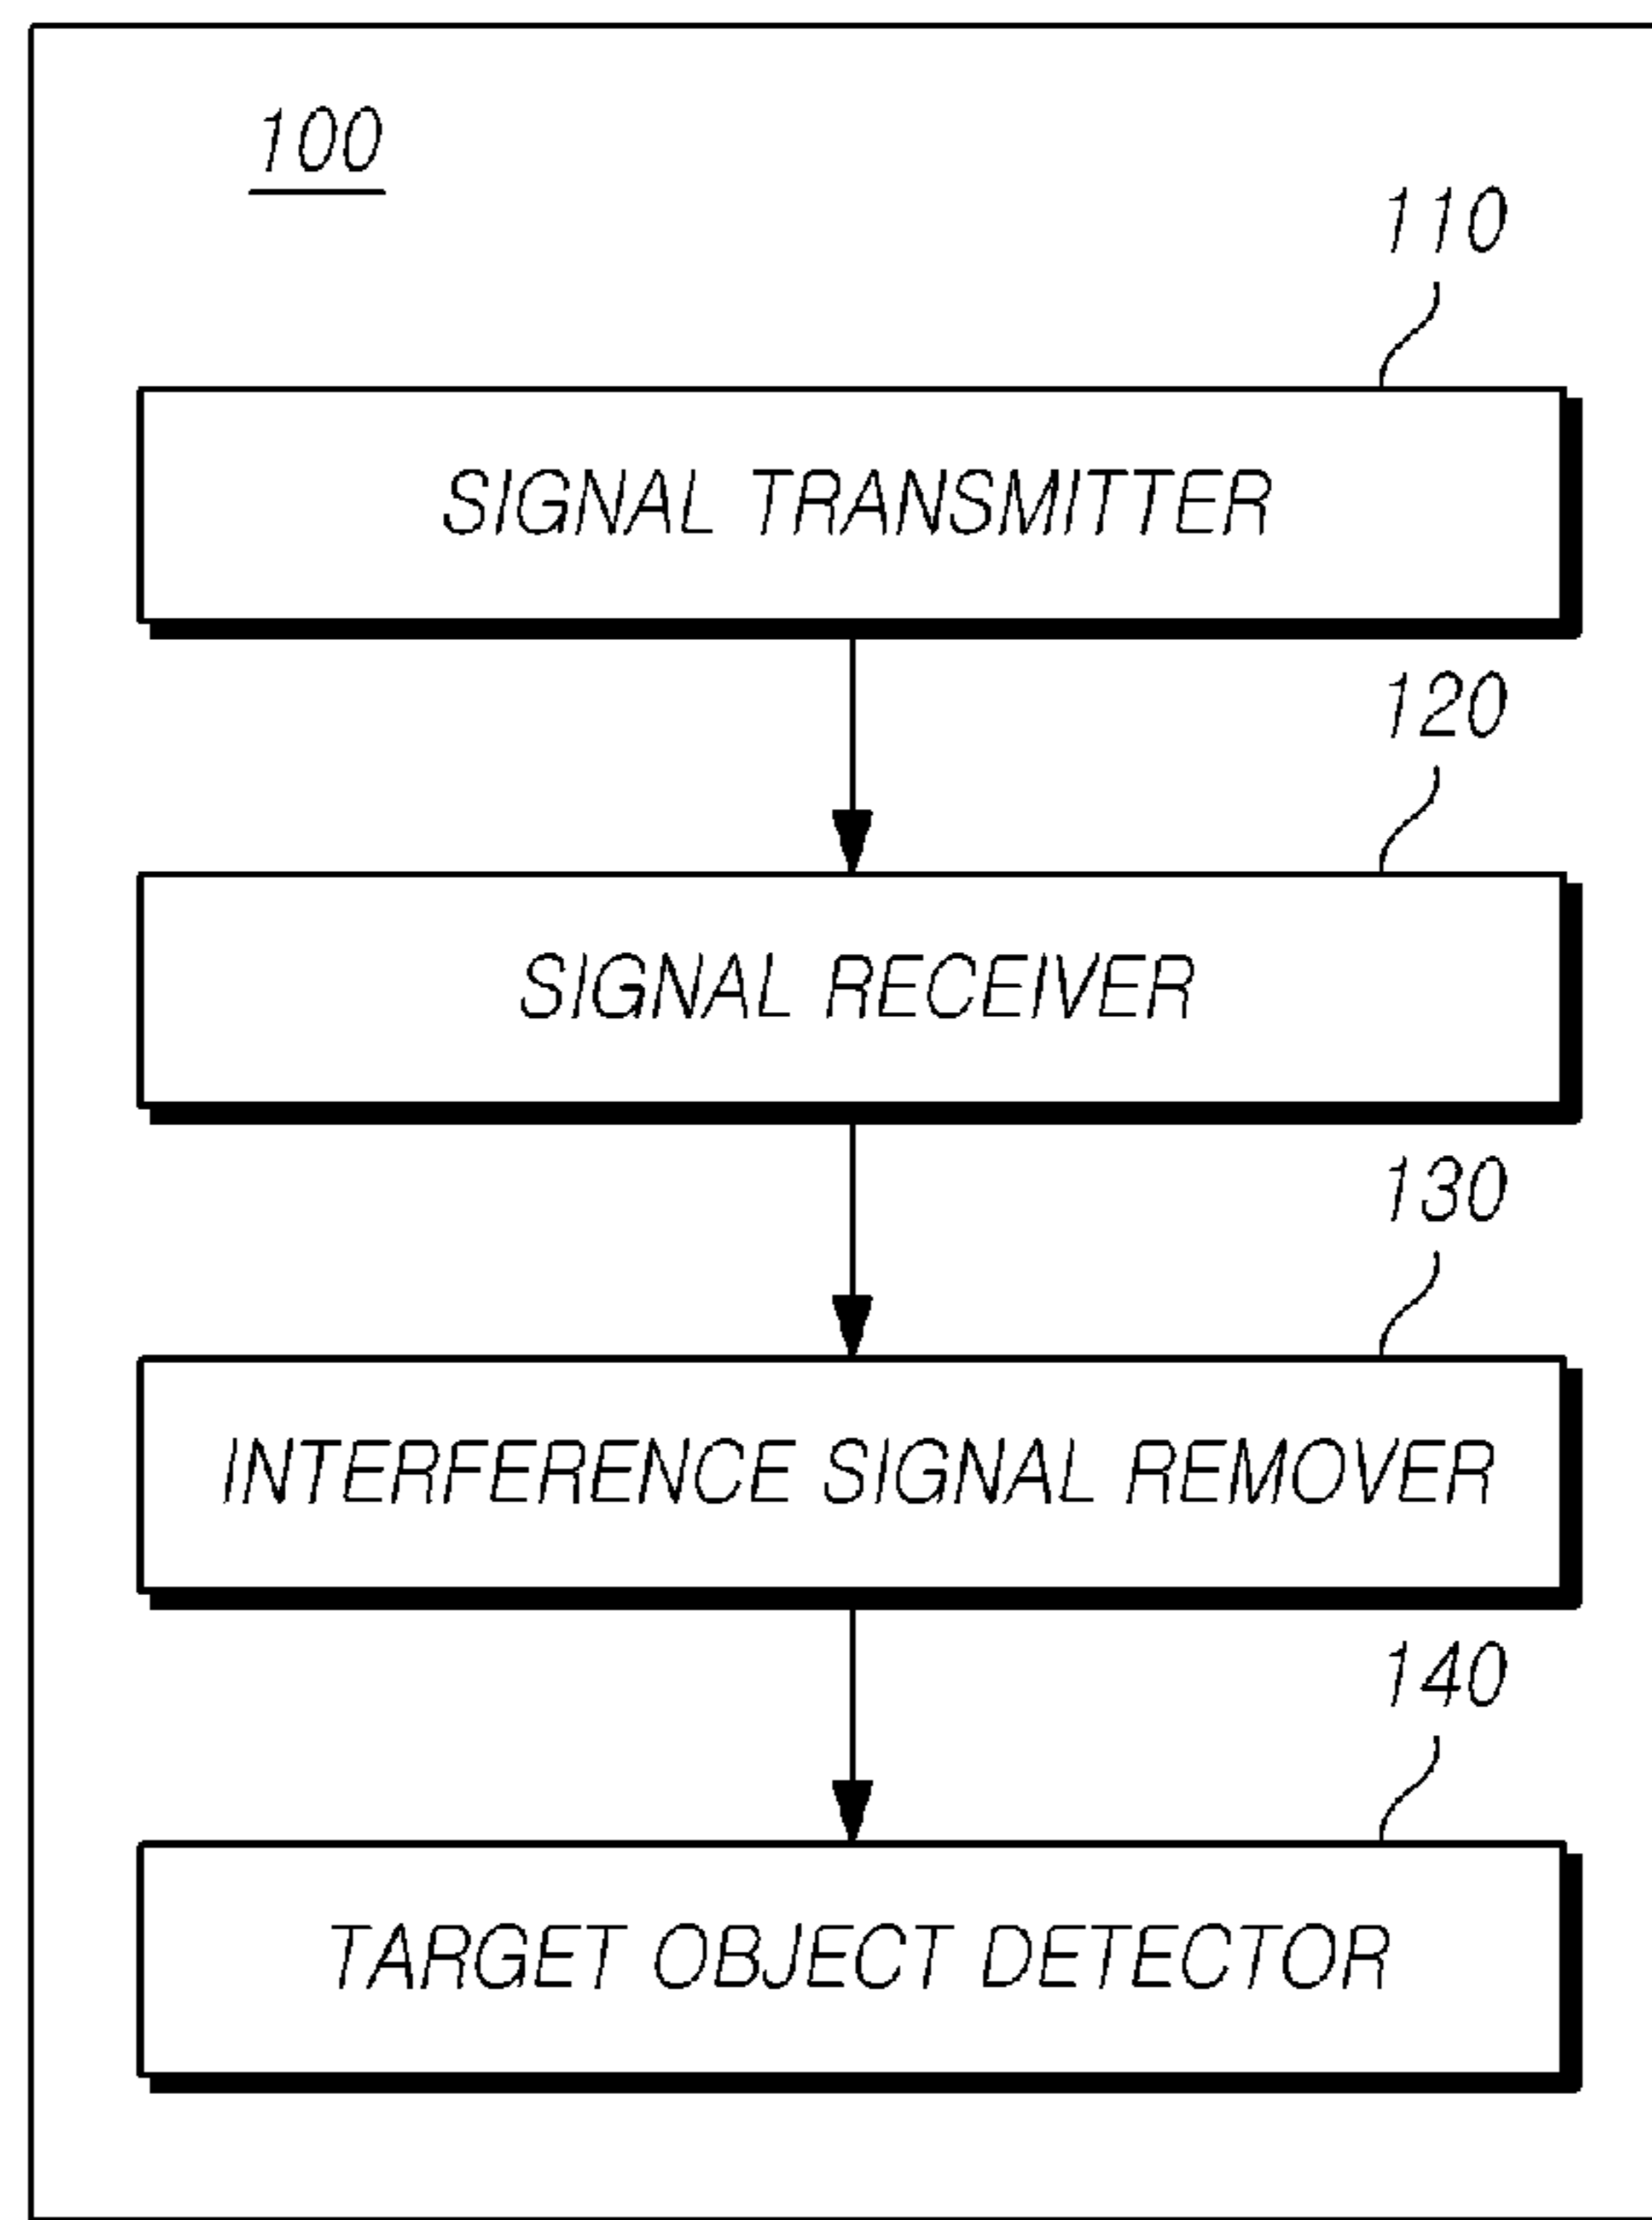 100
110
SIGNAL TRANSMITTER
120
SIGNAL RECEIVER
130
INTERFERENCE SIGNAL REMOVER
140
TARGET OBJECT DETECTOR